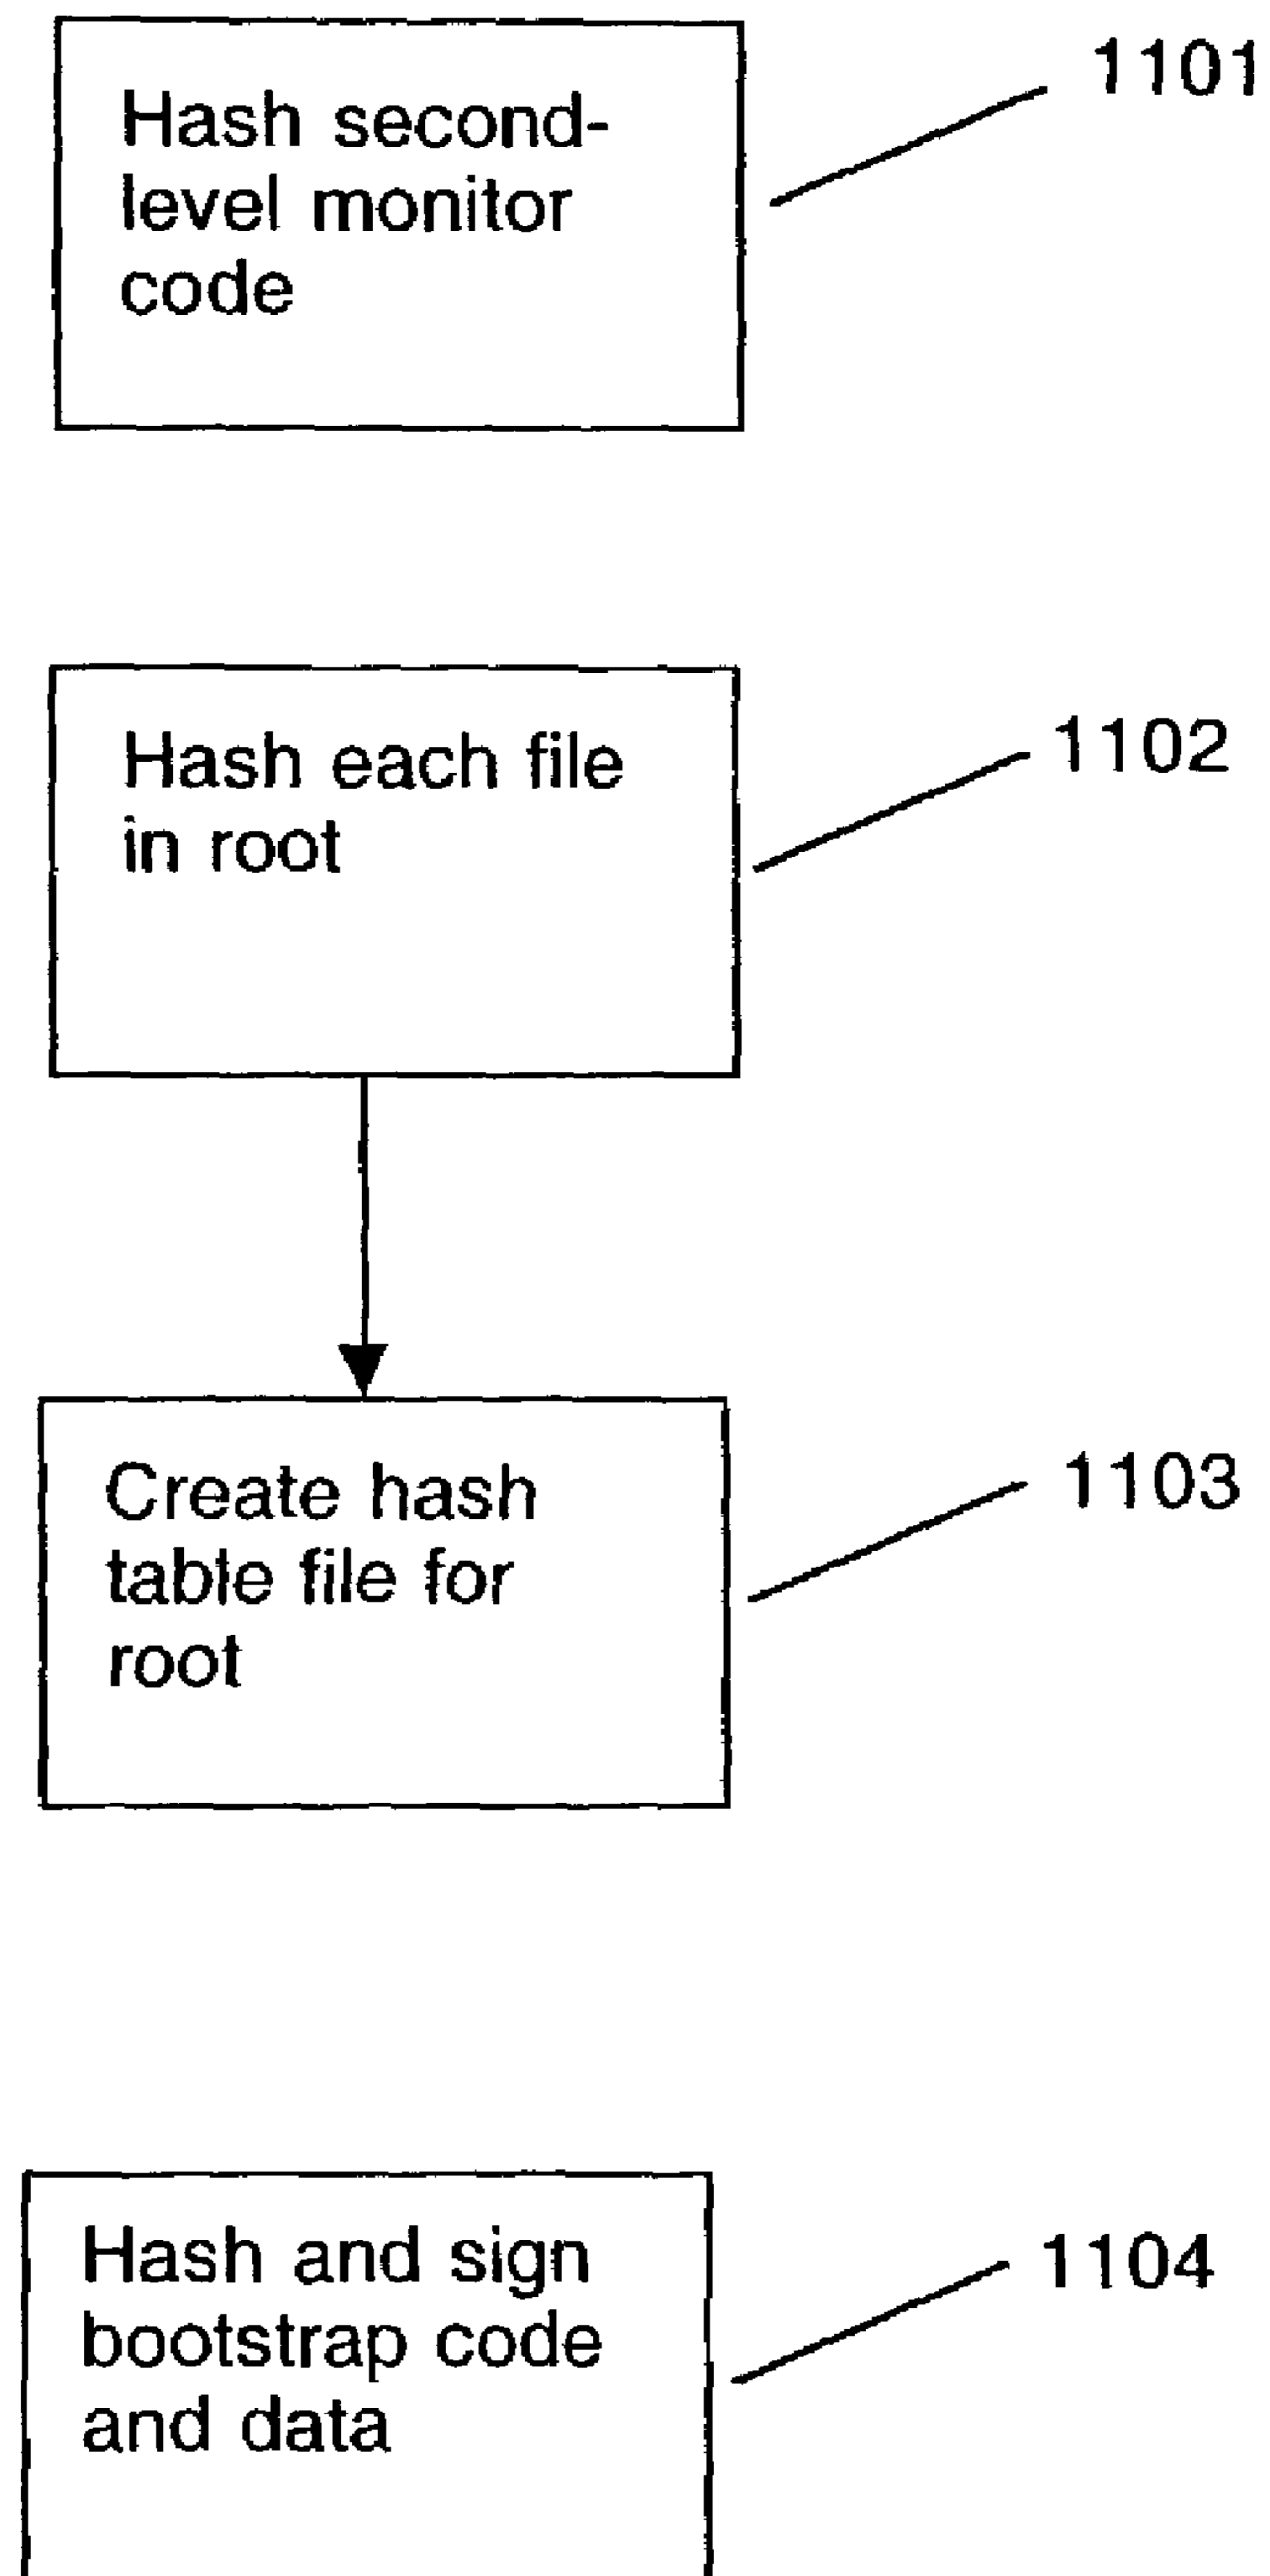 Hash second-
level monitor
code
1101
Hash each file
in root
1102
Create hash
table file for
root
1103
Hash and sign
bootstrap code
and data
1104